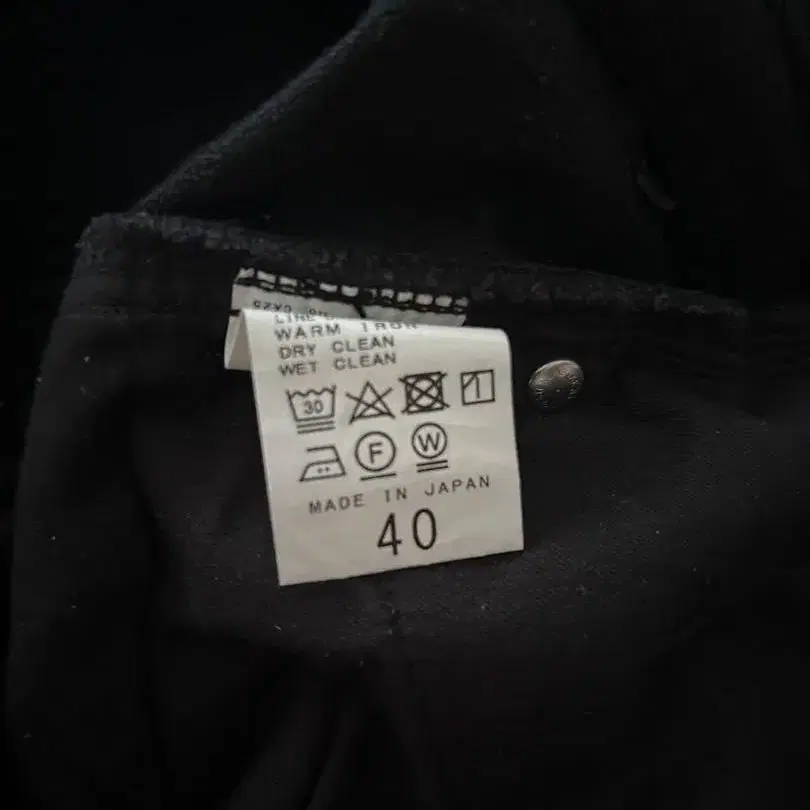 WARM IRON
DRY CLEAN
WET CLEAN
30
F
W
MADE IN JAPAN
40